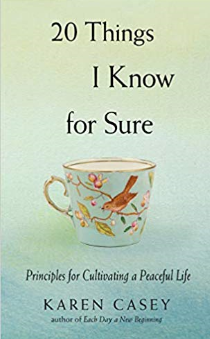 20 Things
I Know
for Sure
Principles for Cultivating a Peaceful Life
KAREN CASEY
author of Each Day a New Beginning